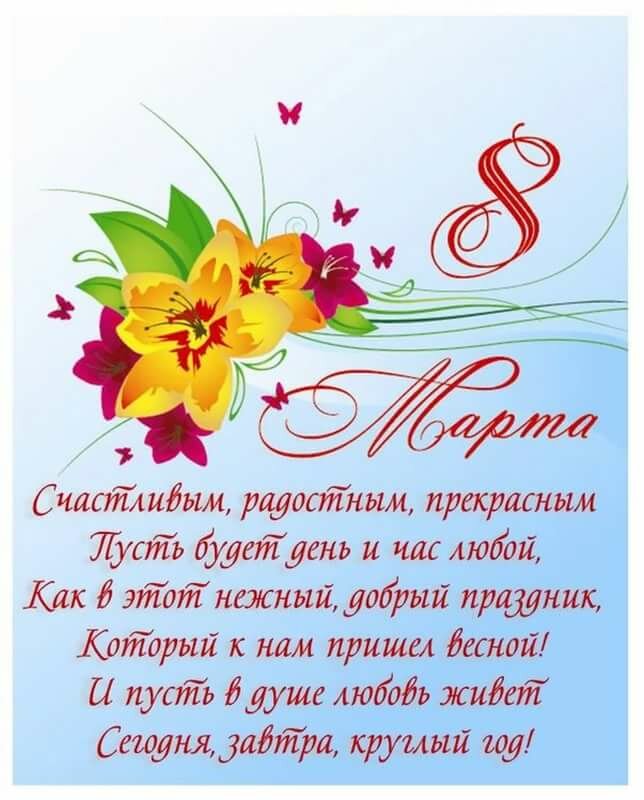 8
Марта
Счастливым, радостным, прекрасным
Пусть будет день и час любой,
Как в этот нежный, добрый праздник,
Который к нам пришел весной!
И пусть в душе любовь живет
Сегодня, завтра, круглый год!